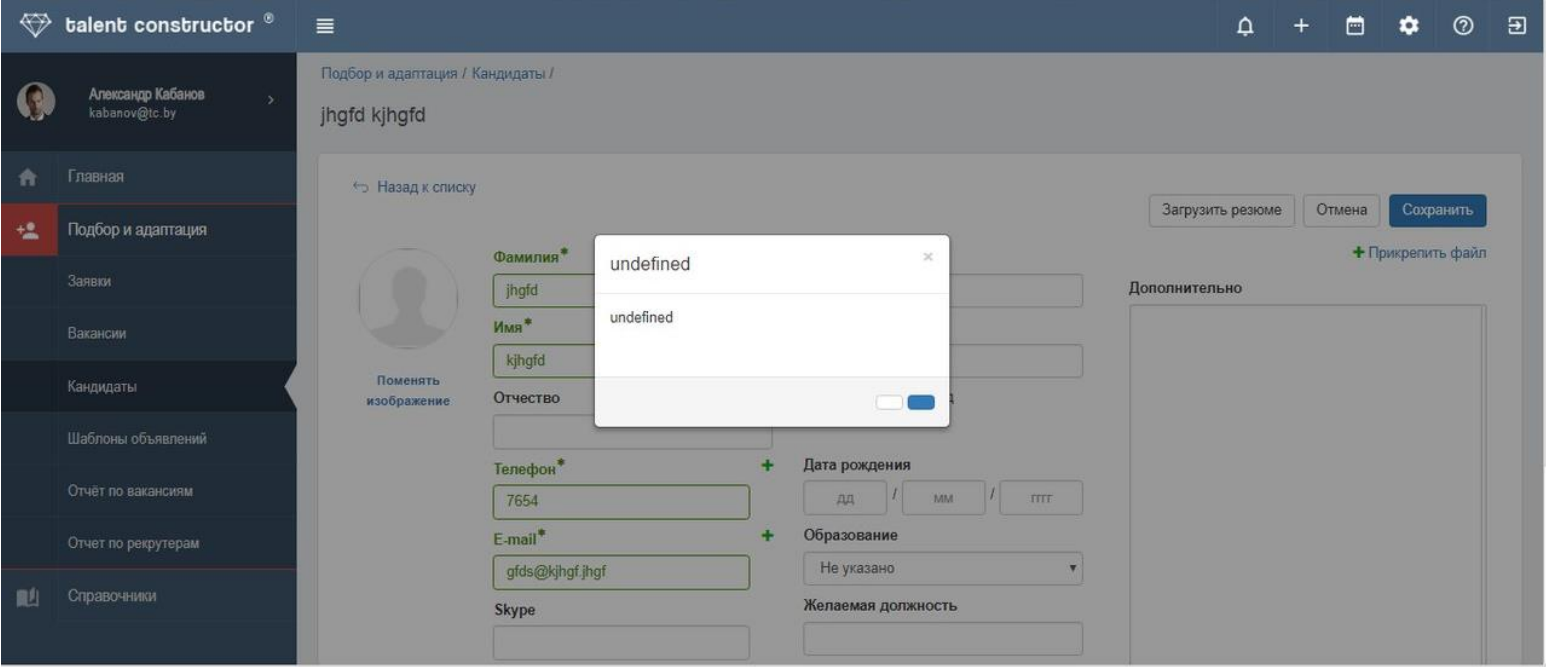 talent constructor ®
Александр Кабанов
kabanov@tc.by
Главная
Подбор и адаптация
Заявки
Вакансии
Кандидаты
Шаблоны объявлений
Отчёт по вакансиям
Отчет по рекрутерам
Справочники
Подбор и адаптация / Кандидаты /
jhgfd kjhgfd
Назад к списку
Загрузить резюме
Отмена
Сохранить
+ Прикрепить файл
Поменять
изображение
Фамилия*
jhgfd
Имя*
kjhgfd
Отчество
Телефон* +
7654
E-mail* +
gfds@kjhgf.jhgf
Skype
undefined ×
undefined
Дата рождения
дд / мм / гггг
Образование
Не указано
Желаемая должность
Дополнительно